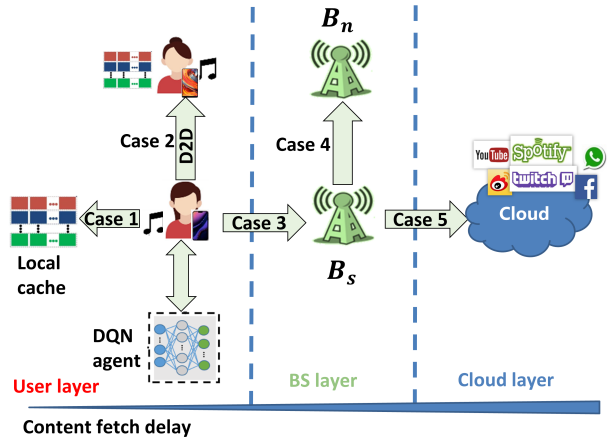 B_n
Case 2
D2D
Case 4
YouTube
Spotify
twitch
Cloud
Case 1
Case 3
Case 5
Local
cache
B_s
DQN
agent
User layer
BS layer
Cloud layer
Content fetch delay